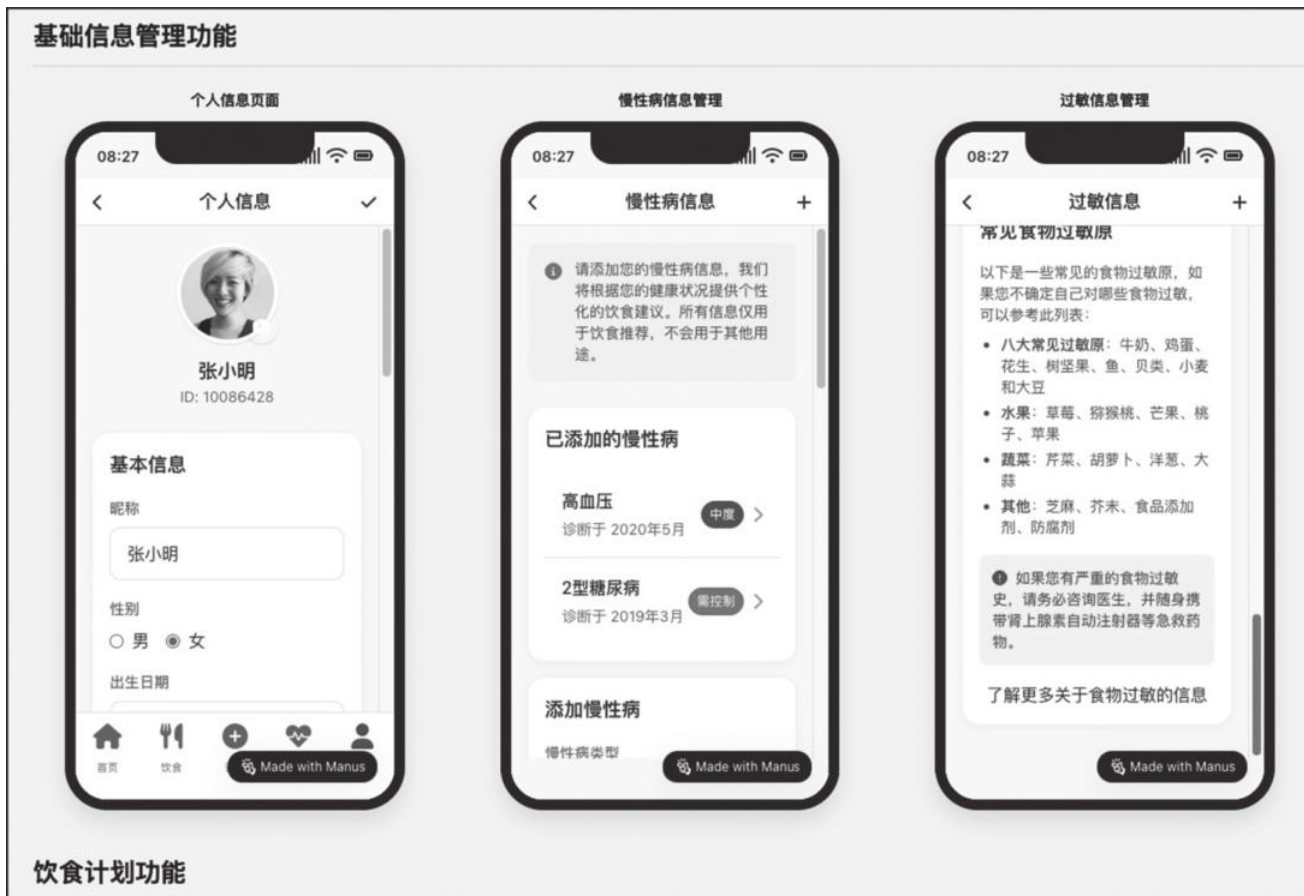 基础信息管理功能
个人信息页面
08:27
个人信息
张小明
ID: 10086428
基本信息
昵称
张小明
性别
男
女
出生日期
首页
饮食
Made with Manus
慢性病信息管理
08:27
慢性病信息
请添加您的慢性病信息，我们
将根据您的健康状况提供个性
化的饮食建议。所有信息仅用
于饮食推荐，不会用于其他用
途。
已添加的慢性病
高血压
诊断于 2020年5月
中度
2型糖尿病
诊断于 2019年3月
需控制
添加慢性病
慢性病类型
Made with Manus
过敏信息管理
08:27
过敏信息
常见食物过敏原
以下是一些常见的食物过敏原，如
果您不确定自己对哪些食物过敏，
可以参考此列表：
• 八大常见过敏原：牛奶、鸡蛋、
花生、树坚果、鱼、贝类、小麦
和大豆
• 水果：草莓、猕猴桃、芒果、桃
子、苹果
• 蔬菜：芹菜、胡萝卜、洋葱、大
蒜
• 其他：芝麻、芥末、食品添加
剂、防腐剂
如果您有严重的食物过敏
史，请务必咨询医生，并随身携
带肾上腺素自动注射器等急救药
物。
了解更多关于食物过敏的信息
Made with Manus
饮食计划功能